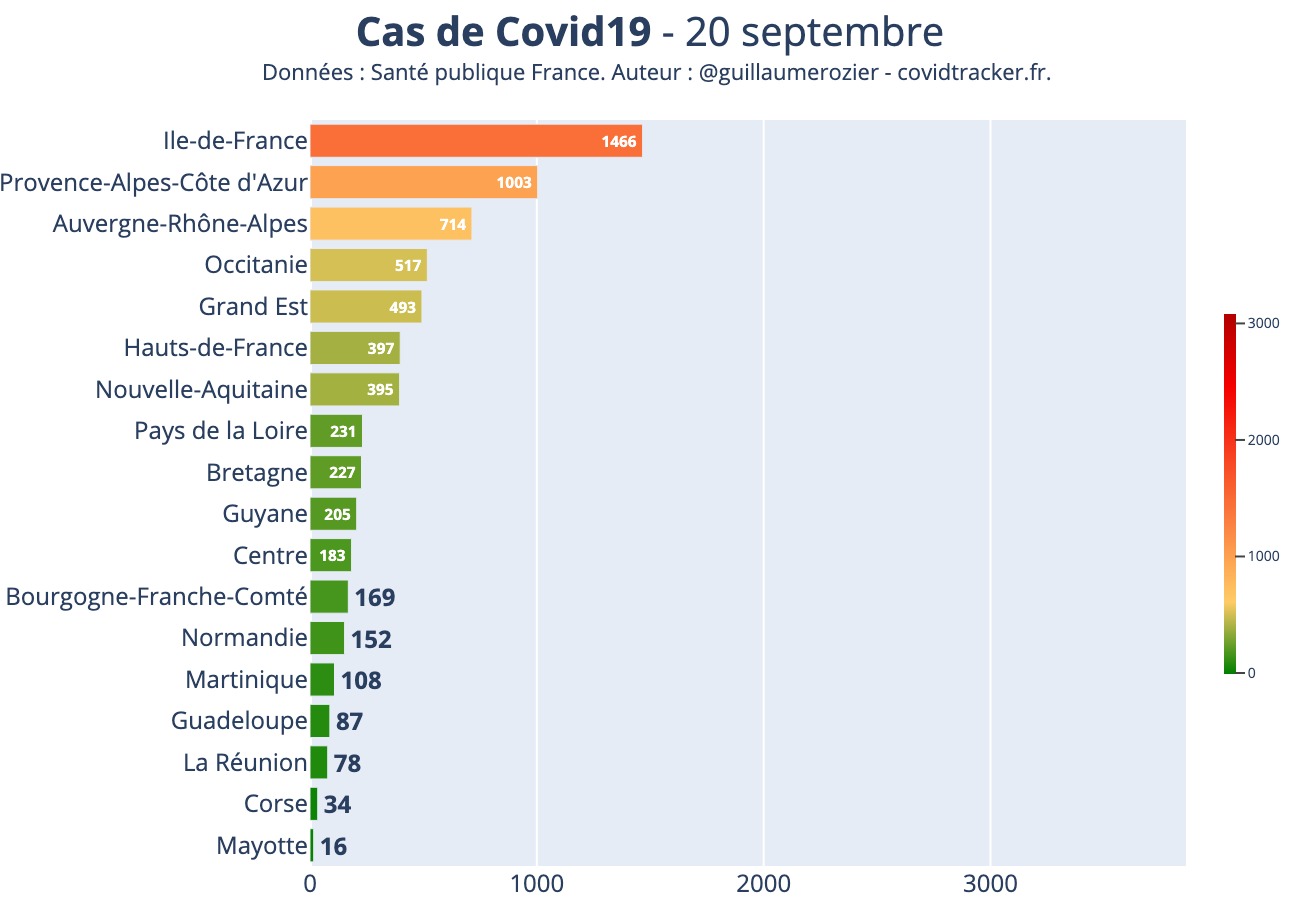 Cas de Covid19 - 20 septembre
Données : Santé publique France. Auteur : @guillaumerozier - covidtracker.fr.
Ile-de-France 1466
Provence-Alpes-Côte d'Azur 1003
Auvergne-Rhône-Alpes 714
Occitanie 517
Grand Est 493
Hauts-de-France 397
Nouvelle-Aquitaine 395
Pays de la Loire 231
Bretagne 227
Guyane 205
Centre 183
Bourgogne-Franche-Comté 169
Normandie 152
Martinique 108
Guadeloupe 87
La Réunion 78
Corse 34
Mayotte 16
0 1000 2000 3000
3000
2000
1000
0